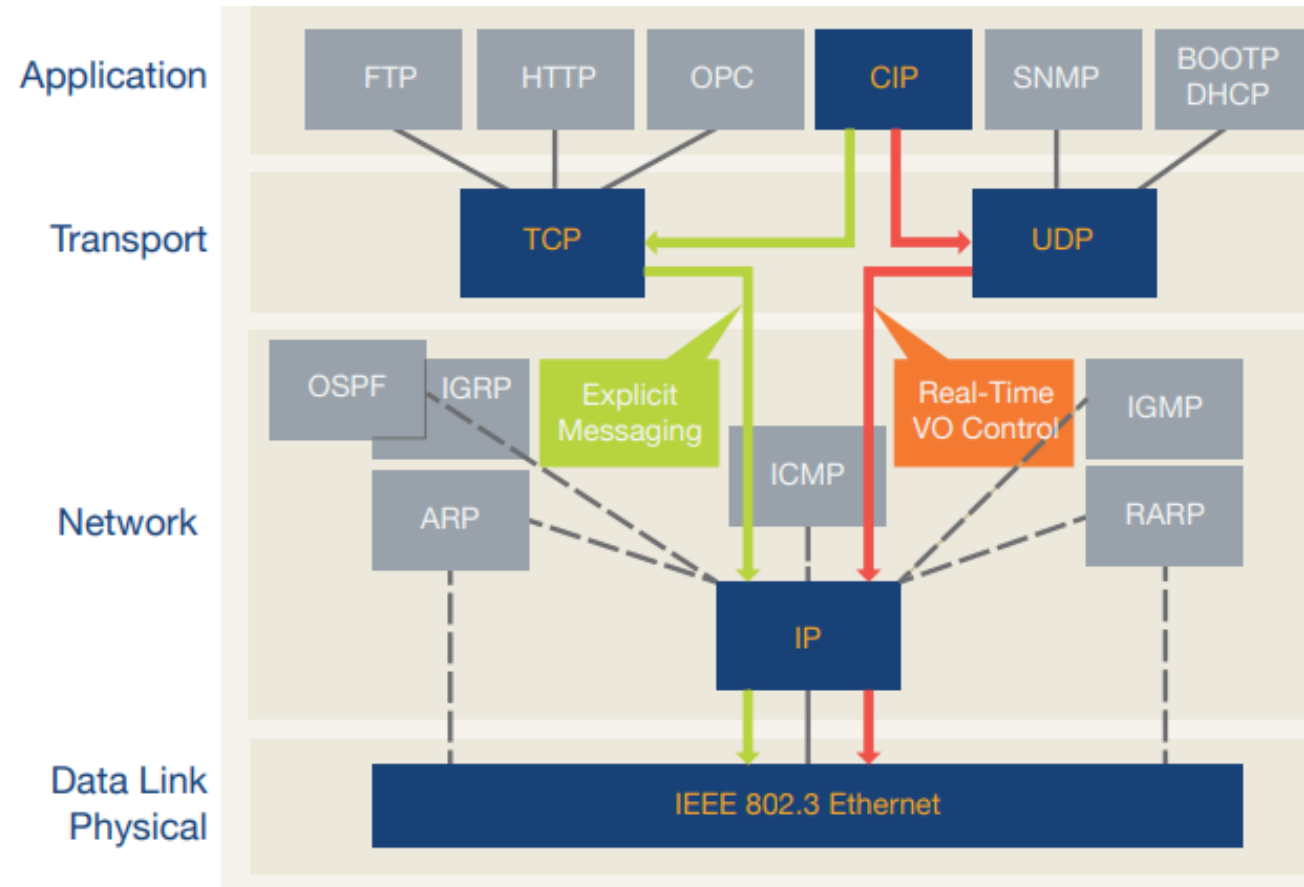 Application
FTP
HTTP
OPC
CIP
SNMP
BOOTP
DHCP
Transport
TCP
UDP
OSPF
IGRP
Explicit
Messaging
Real-Time
VO Control
IGMP
Network
ARP
ICMP
RARP
IP
Data Link
Physical
IEEE 802.3 Ethernet